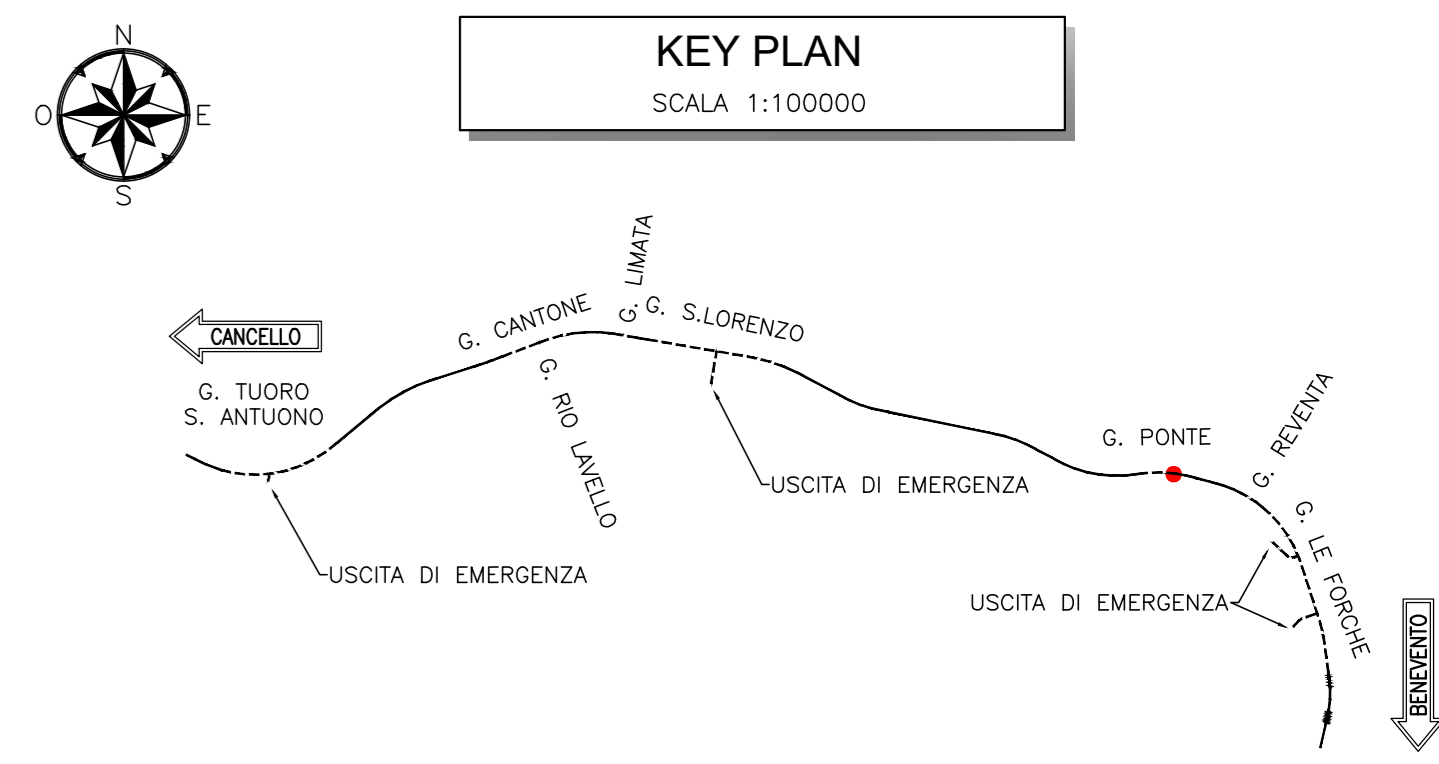 N
O
E
S
KEY PLAN
SCALA 1:100000
CANCELLO
G. TUORO
S. ANTUONO
G. CANTONE
G. LIMATA
G. S.LORENZO
G. RIO LAVELLO
USCITA DI EMERGENZA
USCITA DI EMERGENZA
G. PONTE
G. REVENTA
G. LE FORCHE
USCITA DI EMERGENZA
BENEVENTO